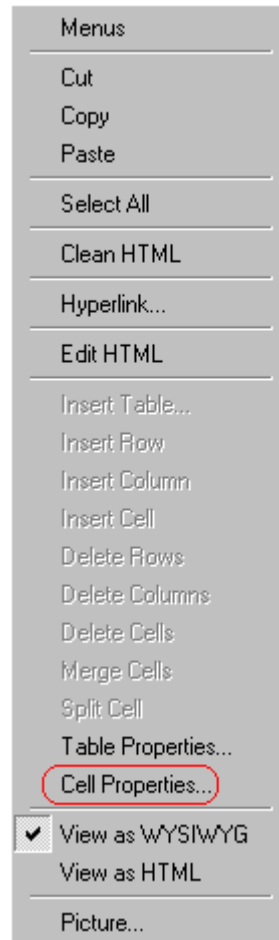 Menus
Cut
Copy
Paste
Select All
Clean HTML
Hyperlink...
Edit HTML
Insert Table...
Insert Row
Insert Column
Insert Cell
Delete Rows
Delete Columns
Delete Cells
Merge Cells
Split Cell
Table Properties...
Cell Properties...
View as WYSIWYG
View as HTML
Picture...